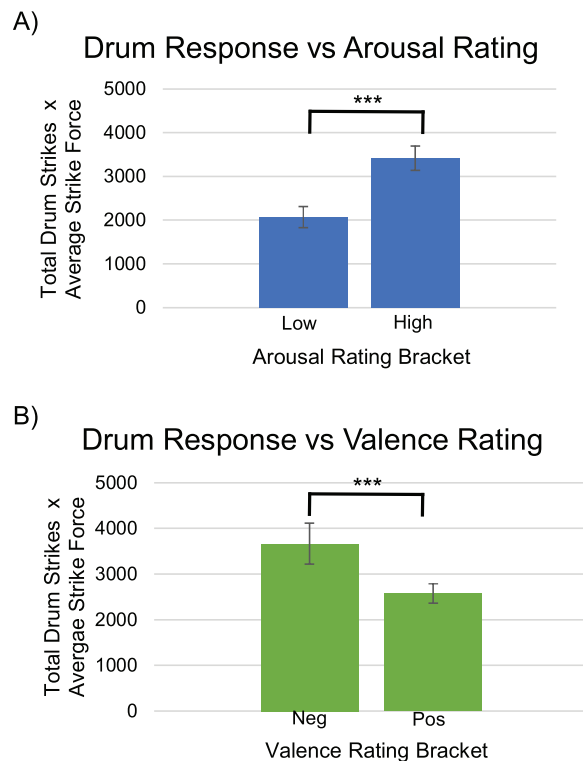 A)
Drum Response vs Arousal Rating
Total Drum Strikes x
Average Strike Force
5000
4000
3000
2000
1000
0
***
Low
High
Arousal Rating Bracket
B)
Drum Response vs Valence Rating
Total Drum Strikes x
Avergae Strike Force
5000
4000
3000
2000
1000
0
***
Neg
Pos
Valence Rating Bracket